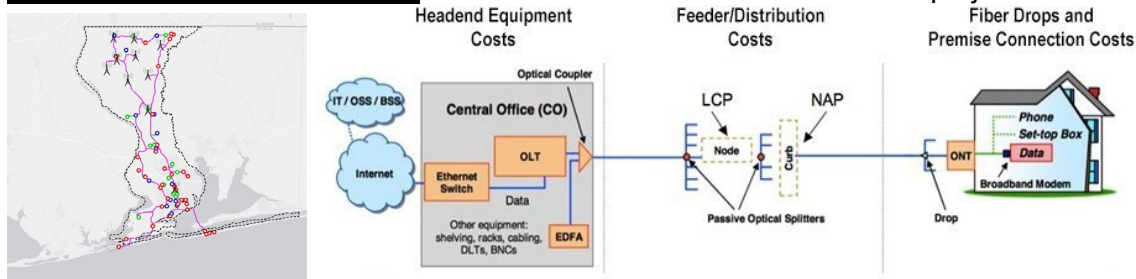 Headend Equipment
Costs
Feeder/Distribution
Costs
Fiber Drops and
Premise Connection Costs
Optical Coupler
IT / OSS / BSS
Central Office (CO)
Internet
Ethernet
Switch
OLT
Data
Other equipment:
shelving, racks, cabling,
DLTs, BNCs
EDFA
LCP
NAP
Node
Curb
Passive Optical Splitters
Drop
ONT
Phone
Set-top Box
Data
Broadband Modem